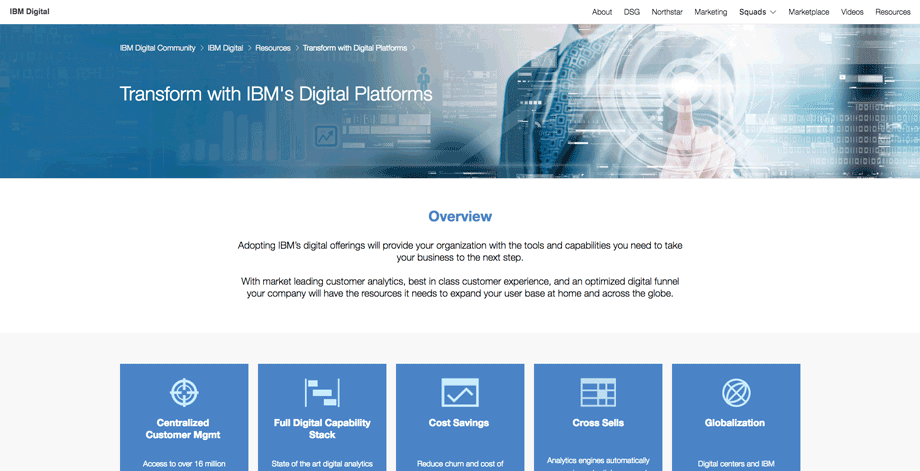 IBM Digital
About DSG Northstar Marketing Squads Marketplace Videos Resources
IBM Digital Community > IBM Digital > Resources > Transform with Digital Platforms
Transform with IBM's Digital Platforms
Overview
Adopting IBM's digital offerings will provide your organization with the tools and capabilities you need to take
your business to the next step.
With market leading customer analytics, best in class customer experience, and an optimized digital funnel
your company will have the resources it needs to expand your user base at home and across the globe.
Centralized
Customer Mgmt
Access to over 16 million
Full Digital Capability
Stack
State of the art digital analytics
Cost Savings
Reduce churn and cost of
Cross Sells
Analytics engines automatically
Globalization
Digital centers and IBM